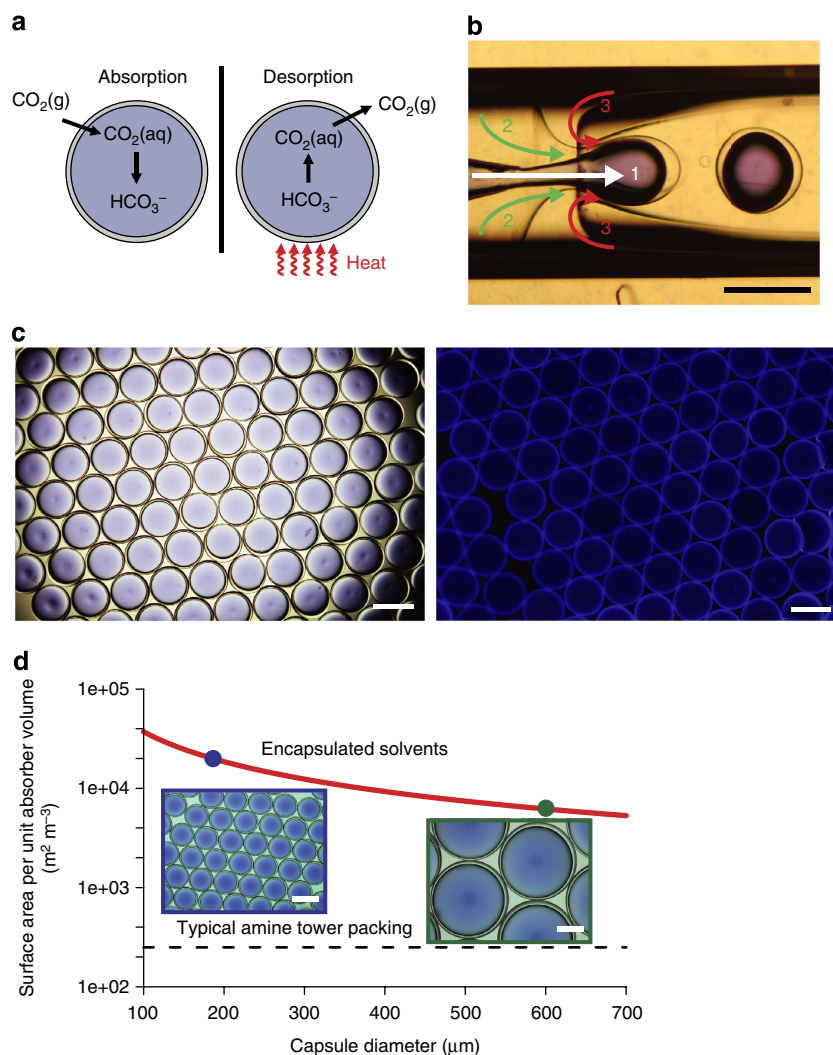 a
Absorption
Desorption
CO₂(g)
CO₂(aq)
HCO₃⁻
CO₂(g)
CO₂(aq)
HCO₃⁻
Heat
b
2
3
1
2
3
c
d
Surface area per unit absorber volume
(m² m⁻³)
1e+05
1e+04
1e+03
1e+02
Encapsulated solvents
Typical amine tower packing
100 200 300 400 500 600 700
Capsule diameter (μm)